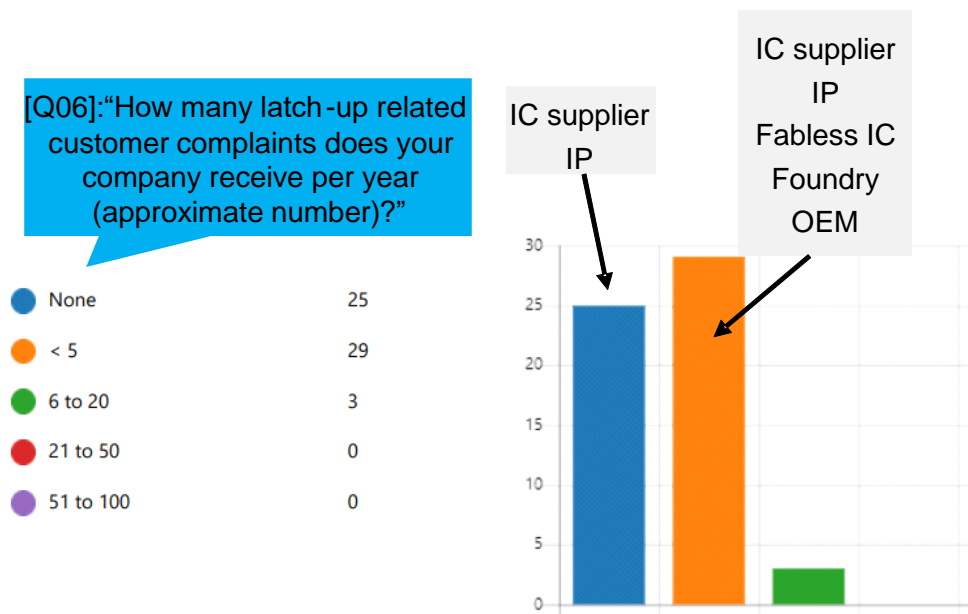 [Q06]:“How many latch-up related
customer complaints does your
company receive per year
(approximate number)?”
None 25
< 5 29
6 to 20 3
21 to 50 0
51 to 100 0
IC supplier
IP
IC supplier
IP
Fabless IC
Foundry
OEM
30
25
20
15
10
5
0